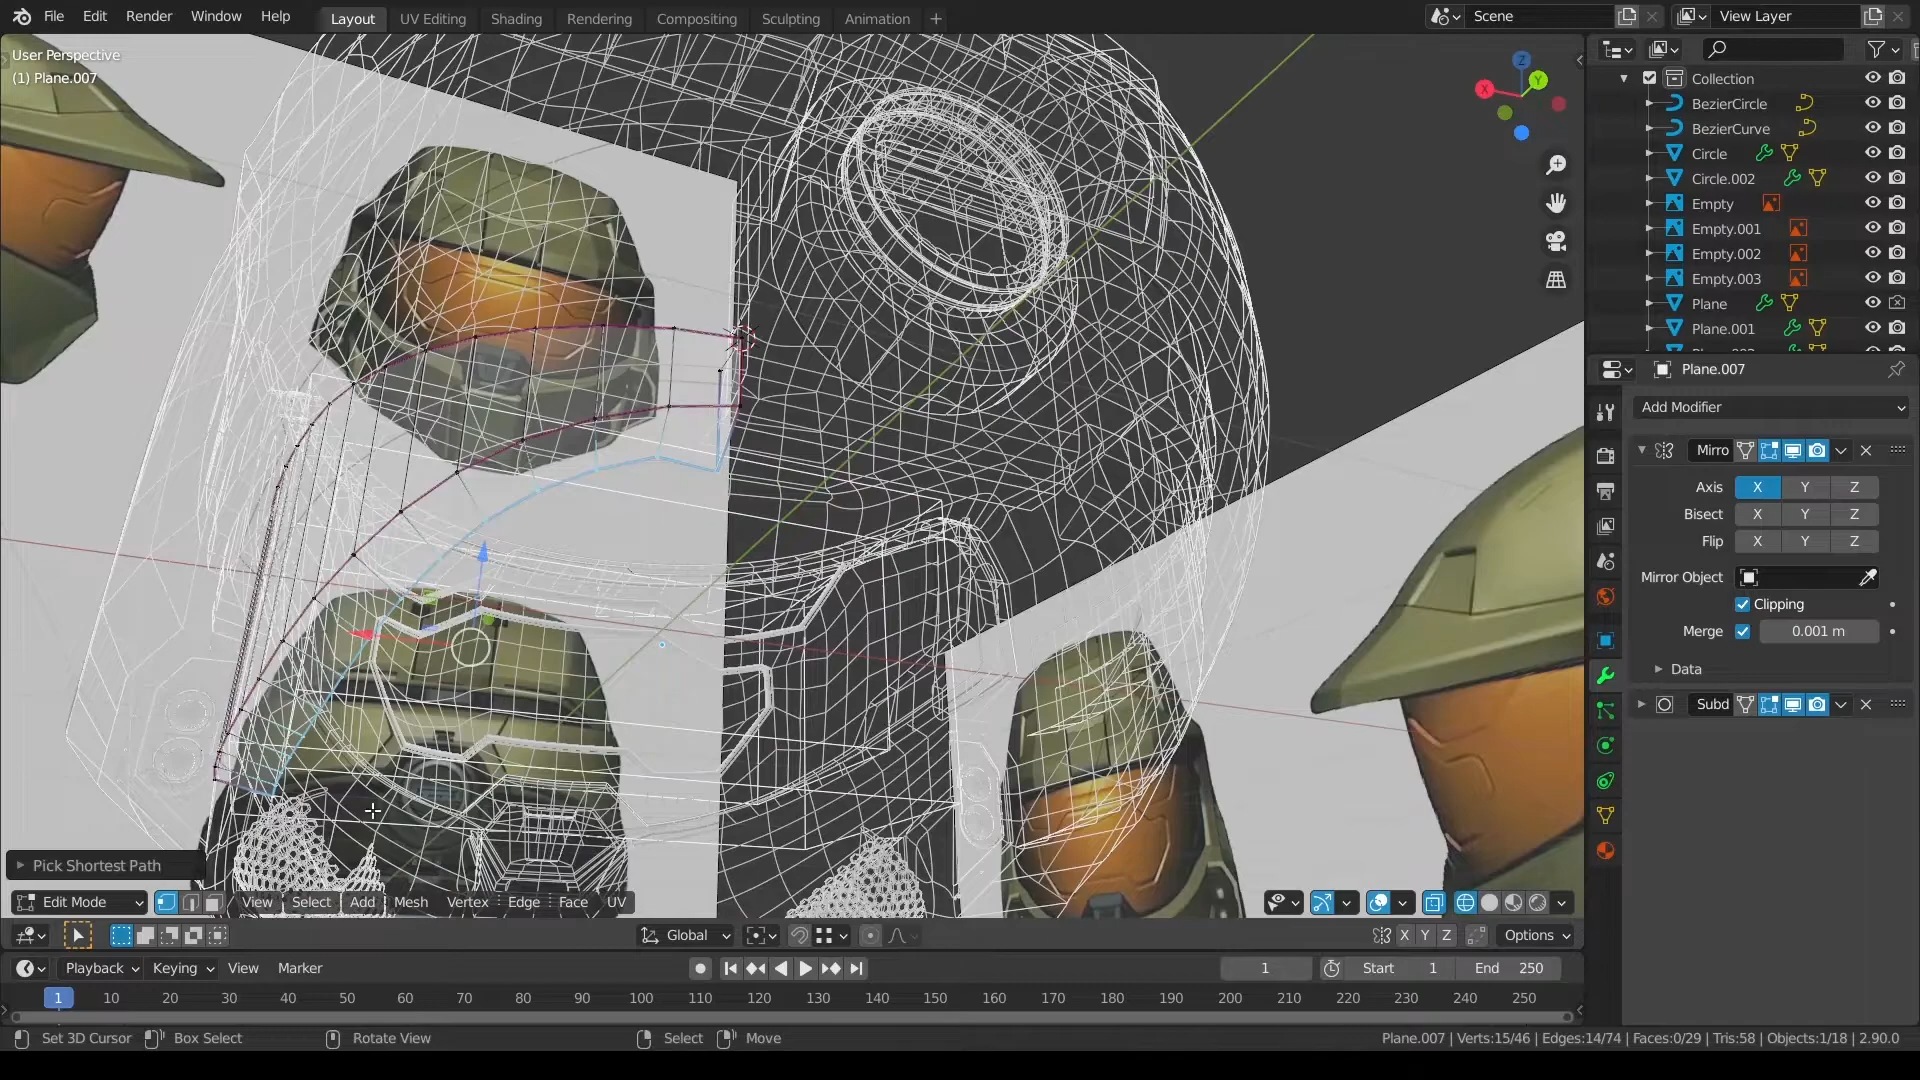 File Edit Render Window Help
Layout UV Editing Shading Rendering Compositing Sculpting Animation +
Scene
View Layer
User Perspective
(1) Plane.007
Z
Y
X
Collection
BezierCircle
BezierCurve
Circle
Circle.002
Empty
Empty.001
Empty.002
Empty.003
Plane
Plane.001
Plane.007
Add Modifier
Mirro
Axis X Y Z
Bisect X Y Z
Flip X Y Z
Mirror Object
Clipping
Merge 0.001 m
Data
Subd
Pick Shortest Path
Edit Mode View Select Add Mesh Vertex Edge Face UV
Global X Y Z Options
Playback Keying View Marker 1 Start 1 End 250
1 10 20 30 40 50 60 70 80 90 100 110 120 130 140 150 160 170 180 190 200 210 220 230 240 250
Set 3D Cursor Box Select Rotate View Select Move Plane.007 | Verts:15/46 | Edges:14/74 | Faces:0/29 | Tris:58 | Objects:1/18 | 2.90.0